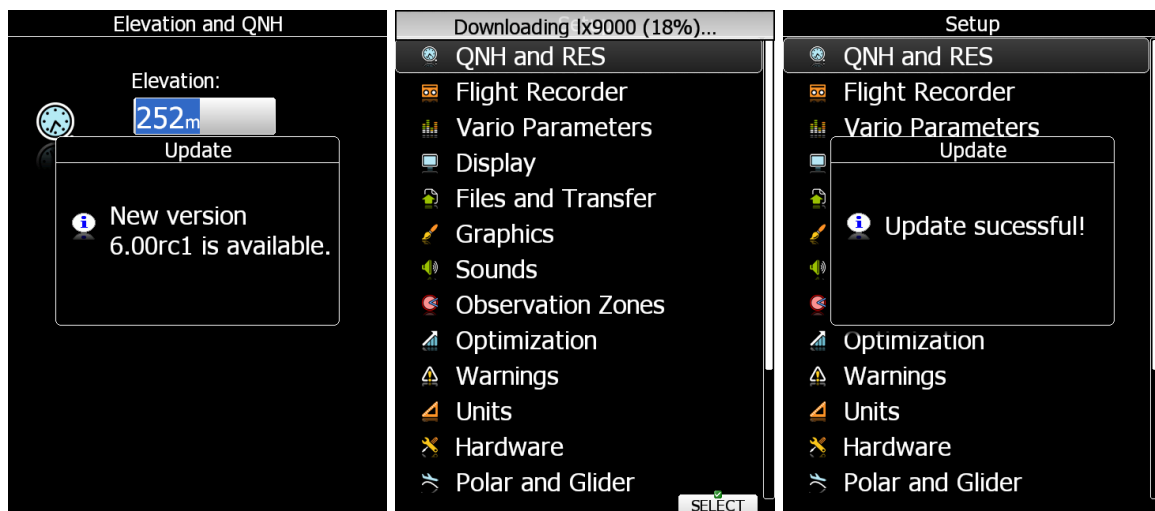 Elevation and QNH
Elevation:
252m
Update
New version
6.00rc1 is available.
Downloading lx9000 (18%)...
QNH and RES
Flight Recorder
Vario Parameters
Display
Files and Transfer
Graphics
Sounds
Observation Zones
Optimization
Warnings
Units
Hardware
Polar and Glider
SELECT
Setup
QNH and RES
Flight Recorder
Vario Parameters
Update
Update sucessful!
Optimization
Warnings
Units
Hardware
Polar and Glider